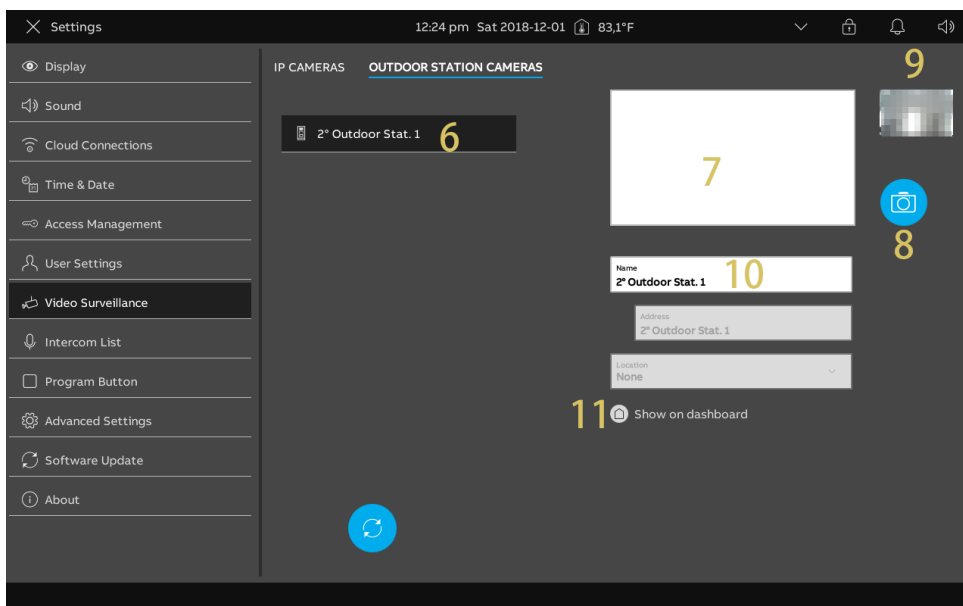 Settings
12:24 pm Sat 2018-12-01 83,1°F
Display
Sound
Cloud Connections
Time & Date
Access Management
User Settings
Video Surveillance
Intercom List
Program Button
Advanced Settings
Software Update
About
IP CAMERAS OUTDOOR STATION CAMERAS
2° Outdoor Stat. 1 6
7
9
8
Name
2° Outdoor Stat. 1
10
Address
2° Outdoor Stat. 1
Location
None
11 Show on dashboard